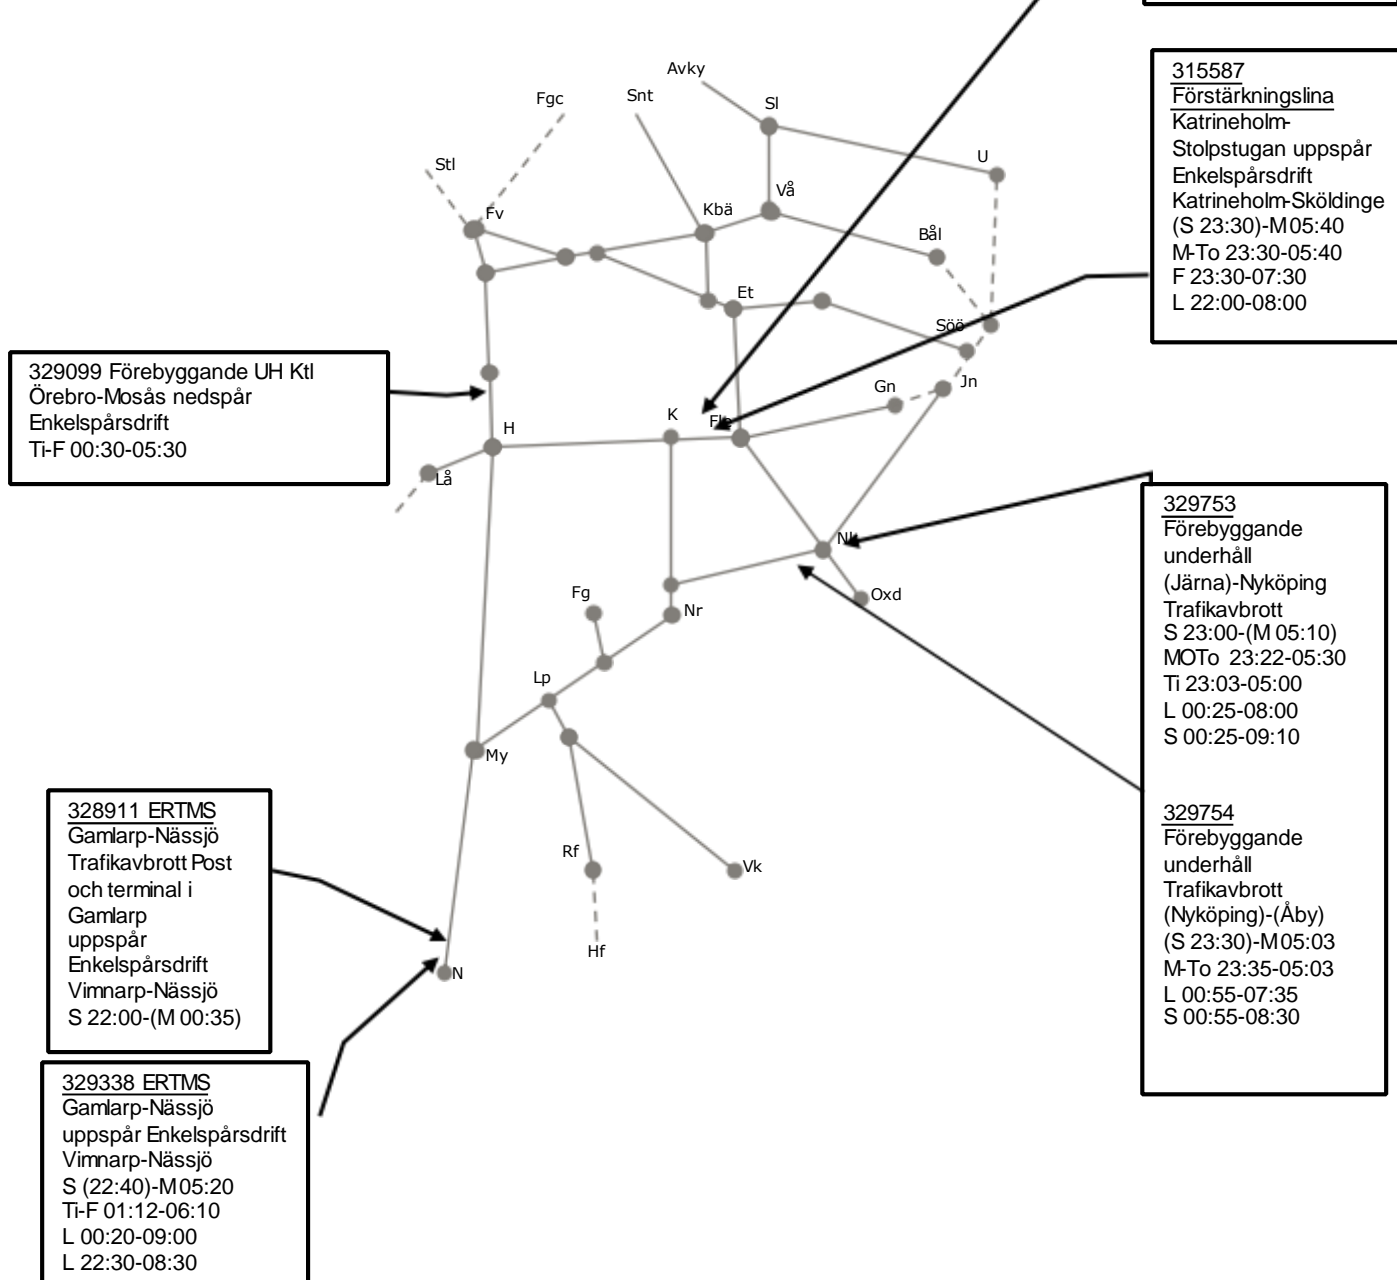 Avky
Fgc
Snt
Sl
Stl
U
Vå
Fv
Kbä
Bål
Et
Söö
Gn
Jn
K
H
Lå
Fg
Nr
Oxd
Lp
My
Rf
Vk
Hf
N
315587
Förstärkningslina
Katrineholm-
Stolpstugan uppspår
Enkelspårsdrift
Katrineholm-Sköldinge
(S 23:30)-M 05:40
M-To 23:30-05:40
F 23:30-07:30
L 22:00-08:00
329099 Förebyggande UH Ktl
Örebro-Mosås nedspår
Enkelspårsdrift
Ti-F 00:30-05:30
329753
Förebyggande
underhåll
(Järna)-Nyköping
Trafikavbrott
S 23:00-(M 05:10)
MOTo 23:22-05:30
Ti 23:03-05:00
L 00:25-08:00
S 00:25-09:10
329754
Förebyggande
underhåll
Trafikavbrott
(Nyköping)-(Åby)
(S 23:30)-M 05:03
M-To 23:35-05:03
L 00:55-07:35
S 00:55-08:30
328911 ERTMS
Gamlarp-Nässjö
Trafikavbrott Post
och terminal i
Gamlarp
uppspår
Enkelspårsdrift
Vimnarp-Nässjö
S 22:00-(M 00:35)
329338 ERTMS
Gamlarp-Nässjö
uppspår Enkelspårsdrift
Vimnarp-Nässjö
S (22:40)-M 05:20
Ti-F 01:12-06:10
L 00:20-09:00
L 22:30-08:30